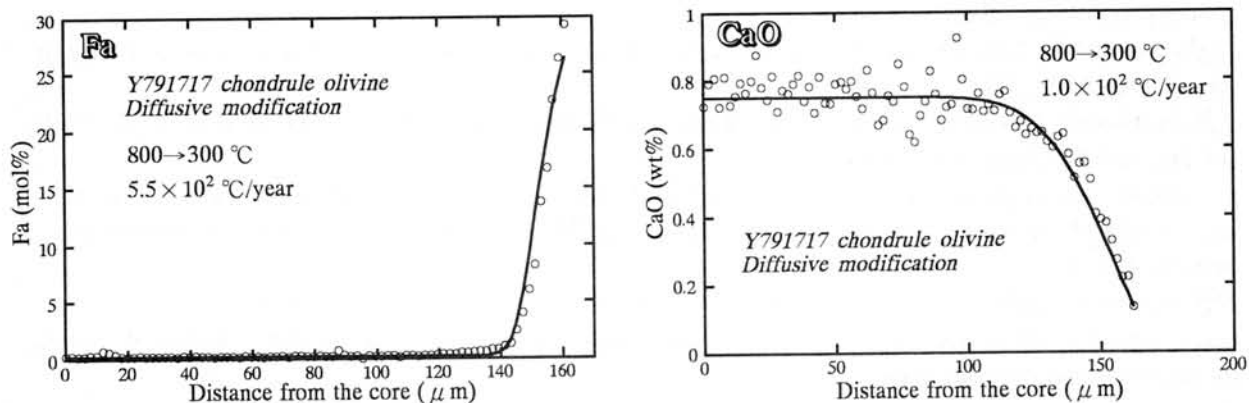 Fa
Y791717 chondrule olivine
Diffusive modification
800→300 ℃
5.5×10² ℃/year
Fa (mol%)
30
25
20
15
10
5
0
0 20 40 60 80 100 120 140 160
Distance from the core (μm)
CaO
800→300 ℃
1.0×10² ℃/year
Y791717 chondrule olivine
Diffusive modification
CaO (wt%)
1
0.8
0.6
0.4
0.2
0
0 50 100 150 200
Distance from the core (μm)